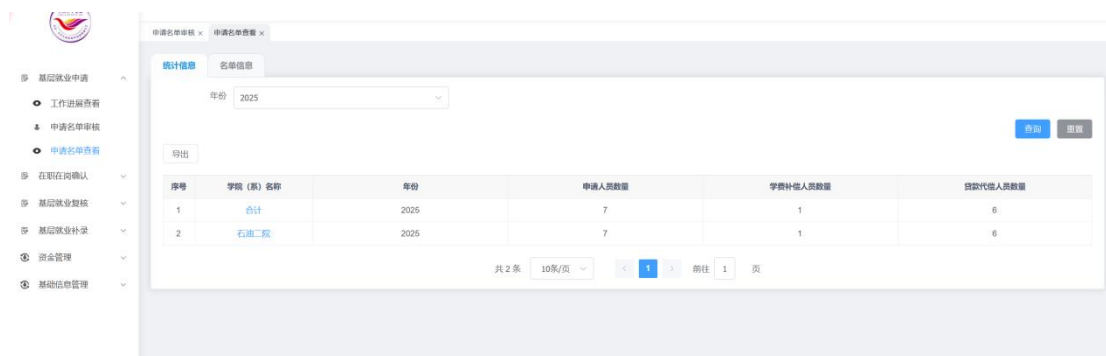 申请名单审核 × 申请名单查看 ×
统计信息 名单信息
基层就业申请
工作进展查看
申请名单审核
申请名单查看
在职在岗确认
基层就业复核
基层就业补录
资金管理
基础信息管理
年份 2025
查询 重置
导出
序号 学院（系）名称 年份 申请人员数量 学费补偿人员数量 贷款代偿人员数量
1 合计 2025 7 1 6
2 石油二院 2025 7 1 6
共 2 条 10条/页 < 1 > 前往 1 页